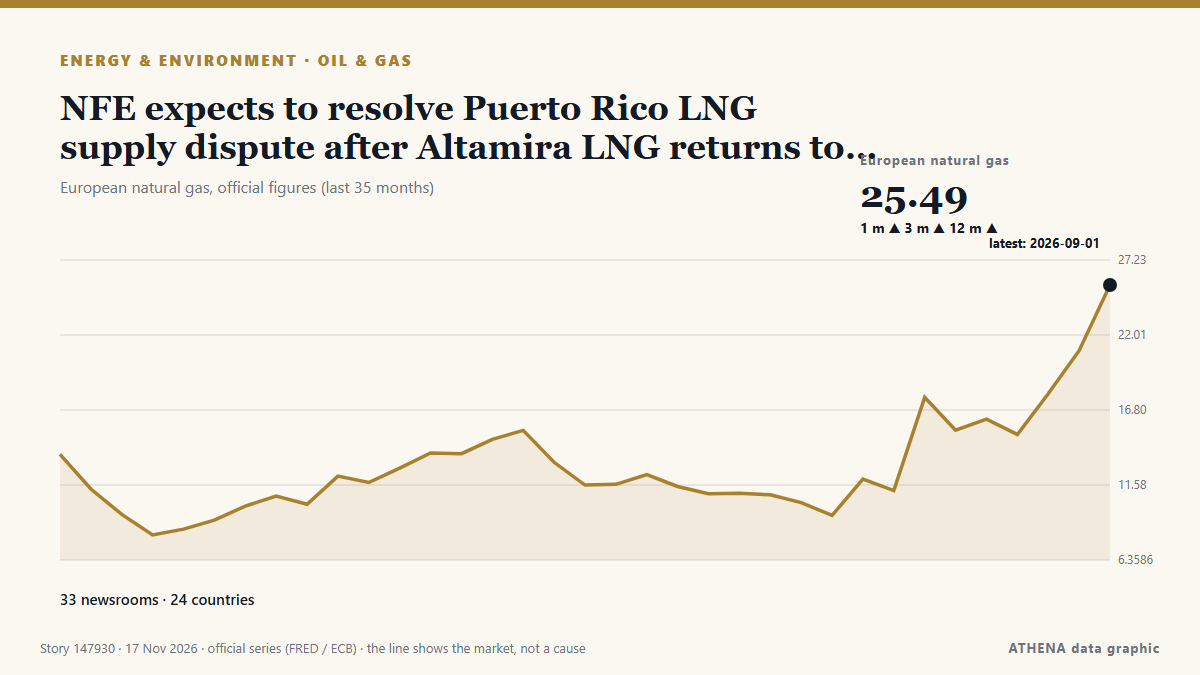 ENERGY & ENVIRONMENT · OIL & GAS
NFE expects to resolve Puerto Rico LNG
supply dispute after Altamira LNG returns to…
European natural gas, official figures (last 35 months)
European natural gas
25.49
1 m ▲ 3 m ▲ 12 m ▲
latest: 2026-09-01
27.23
22.01
16.80
11.58
6.3586
33 newsrooms · 24 countries
Story 147930 · 17 Nov 2026 · official series (FRED / ECB) · the line shows the market, not a cause
ATHENA data graphic